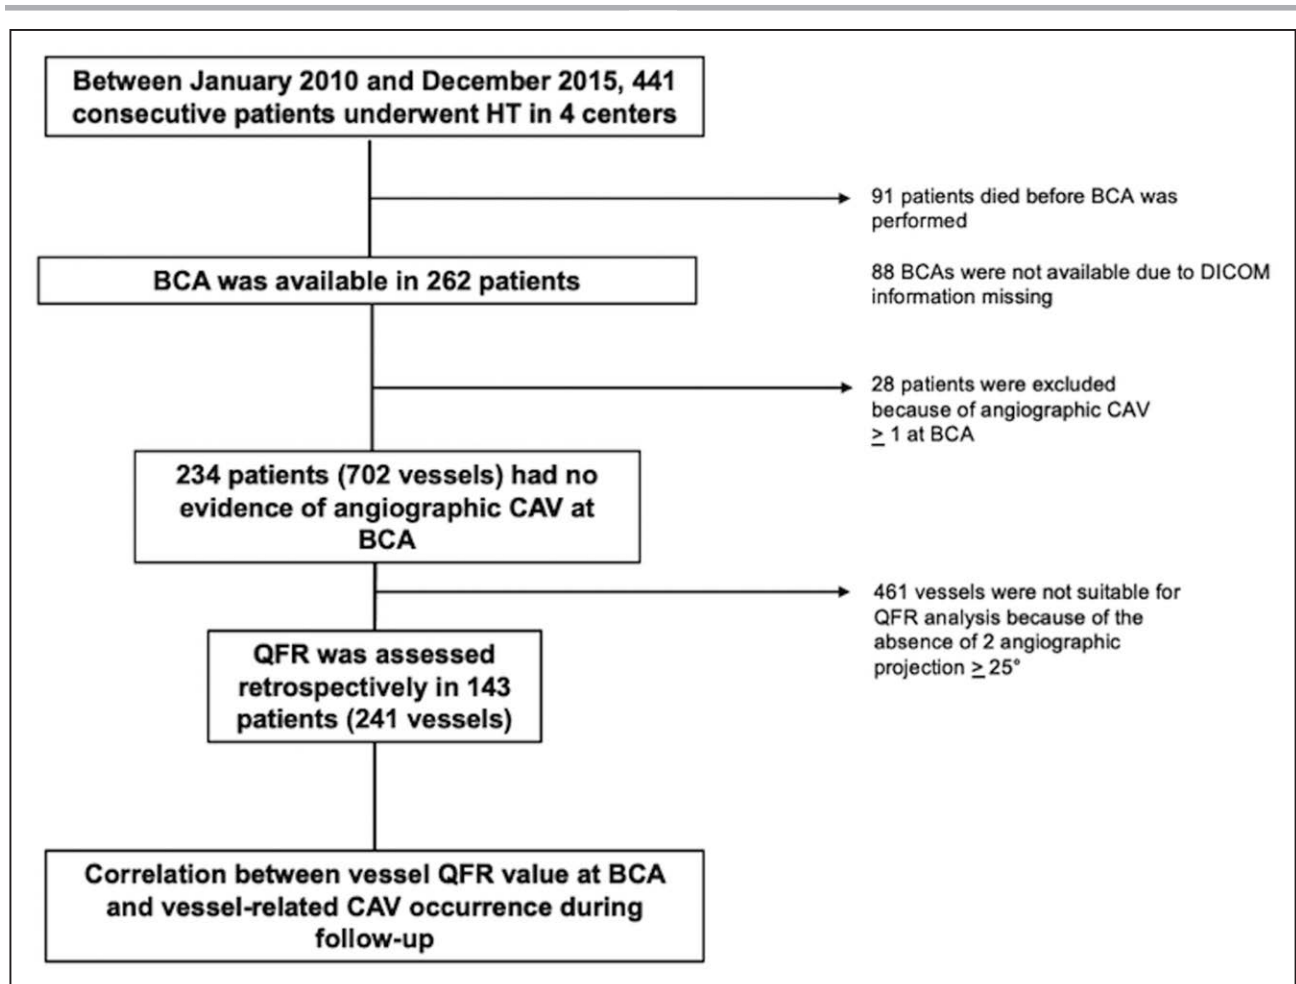 Between January 2010 and December 2015, 441
consecutive patients underwent HT in 4 centers
91 patients died before BCA was
performed
BCA was available in 262 patients
88 BCAs were not available due to DICOM
information missing
28 patients were excluded
because of angiographic CAV
≥ 1 at BCA
234 patients (702 vessels) had no
evidence of angiographic CAV at
BCA
461 vessels were not suitable for
QFR analysis because of the
absence of 2 angiographic
projection ≥ 25°
QFR was assessed
retrospectively in 143
patients (241 vessels)
Correlation between vessel QFR value at BCA
and vessel-related CAV occurrence during
follow-up